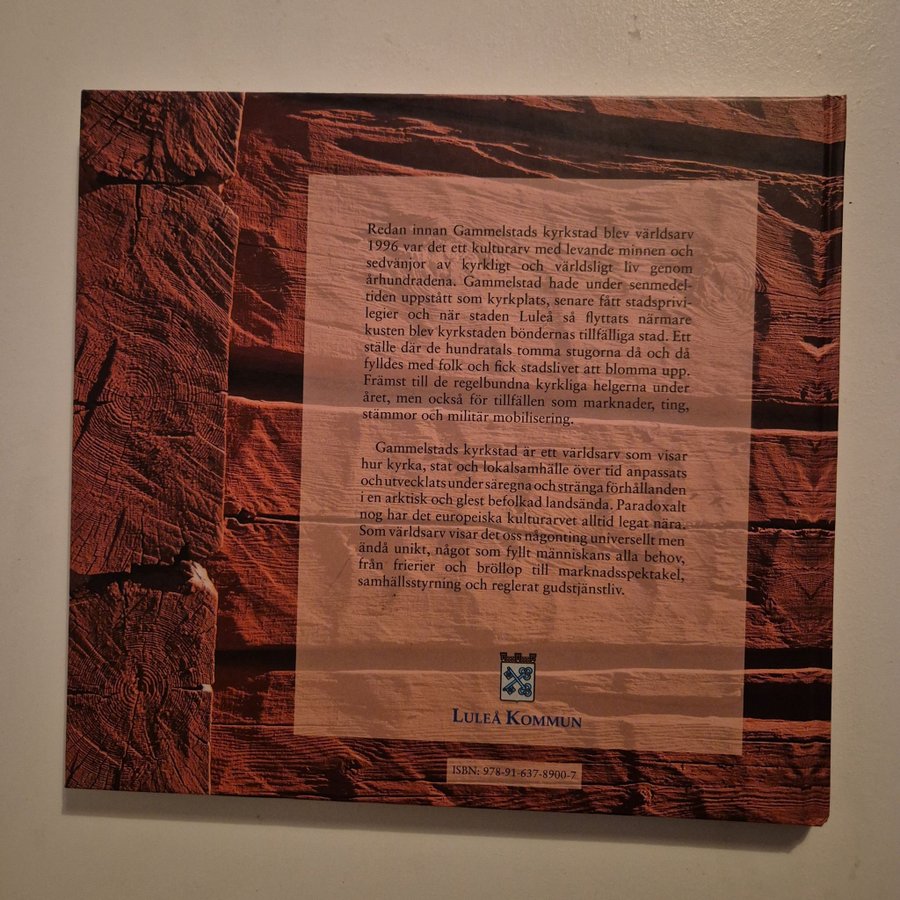 Redan innan Gammelstads kyrkstad blev världsarv
1996 var det ett kulturarv med levande minnen och
sedvänjor av kyrkligt och världsligt liv genom
århundradena. Gammelstad hade under senmedel-
tiden uppstått som kyrkplats, senare fått stadsprivi-
legier och när staden Luleå så flyttats närmare
kusten blev kyrkstaden böndernas tillfälliga stad. Ett
ställe där de hundratals tomma stugorna då och då
fylldes med folk och fick stadslivet att blomma upp.
Främst till de regelbundna kyrkliga helgerna under
året, men också för tillfällen som marknader, ting,
stämmor och militär mobilisering.
Gammelstads kyrkstad är ett världsarv som visar
hur kyrka, stat och lokalsamhälle över tid anpassats
och utvecklats under säregna och stränga förhållanden
i en arktisk och glest befolkad landsända. Paradoxalt
nog har det europeiska kulturarvet alltid legat nära.
Som världsarv visar det oss någonting universellt men
ändå unikt, något som fyllt människans alla behov,
från frierier och bröllop till marknadsspektakel,
samhällsstyrning och reglerat gudstjänstliv.
LULEÅ KOMMUN
ISBN: 978-91-637-8900-7